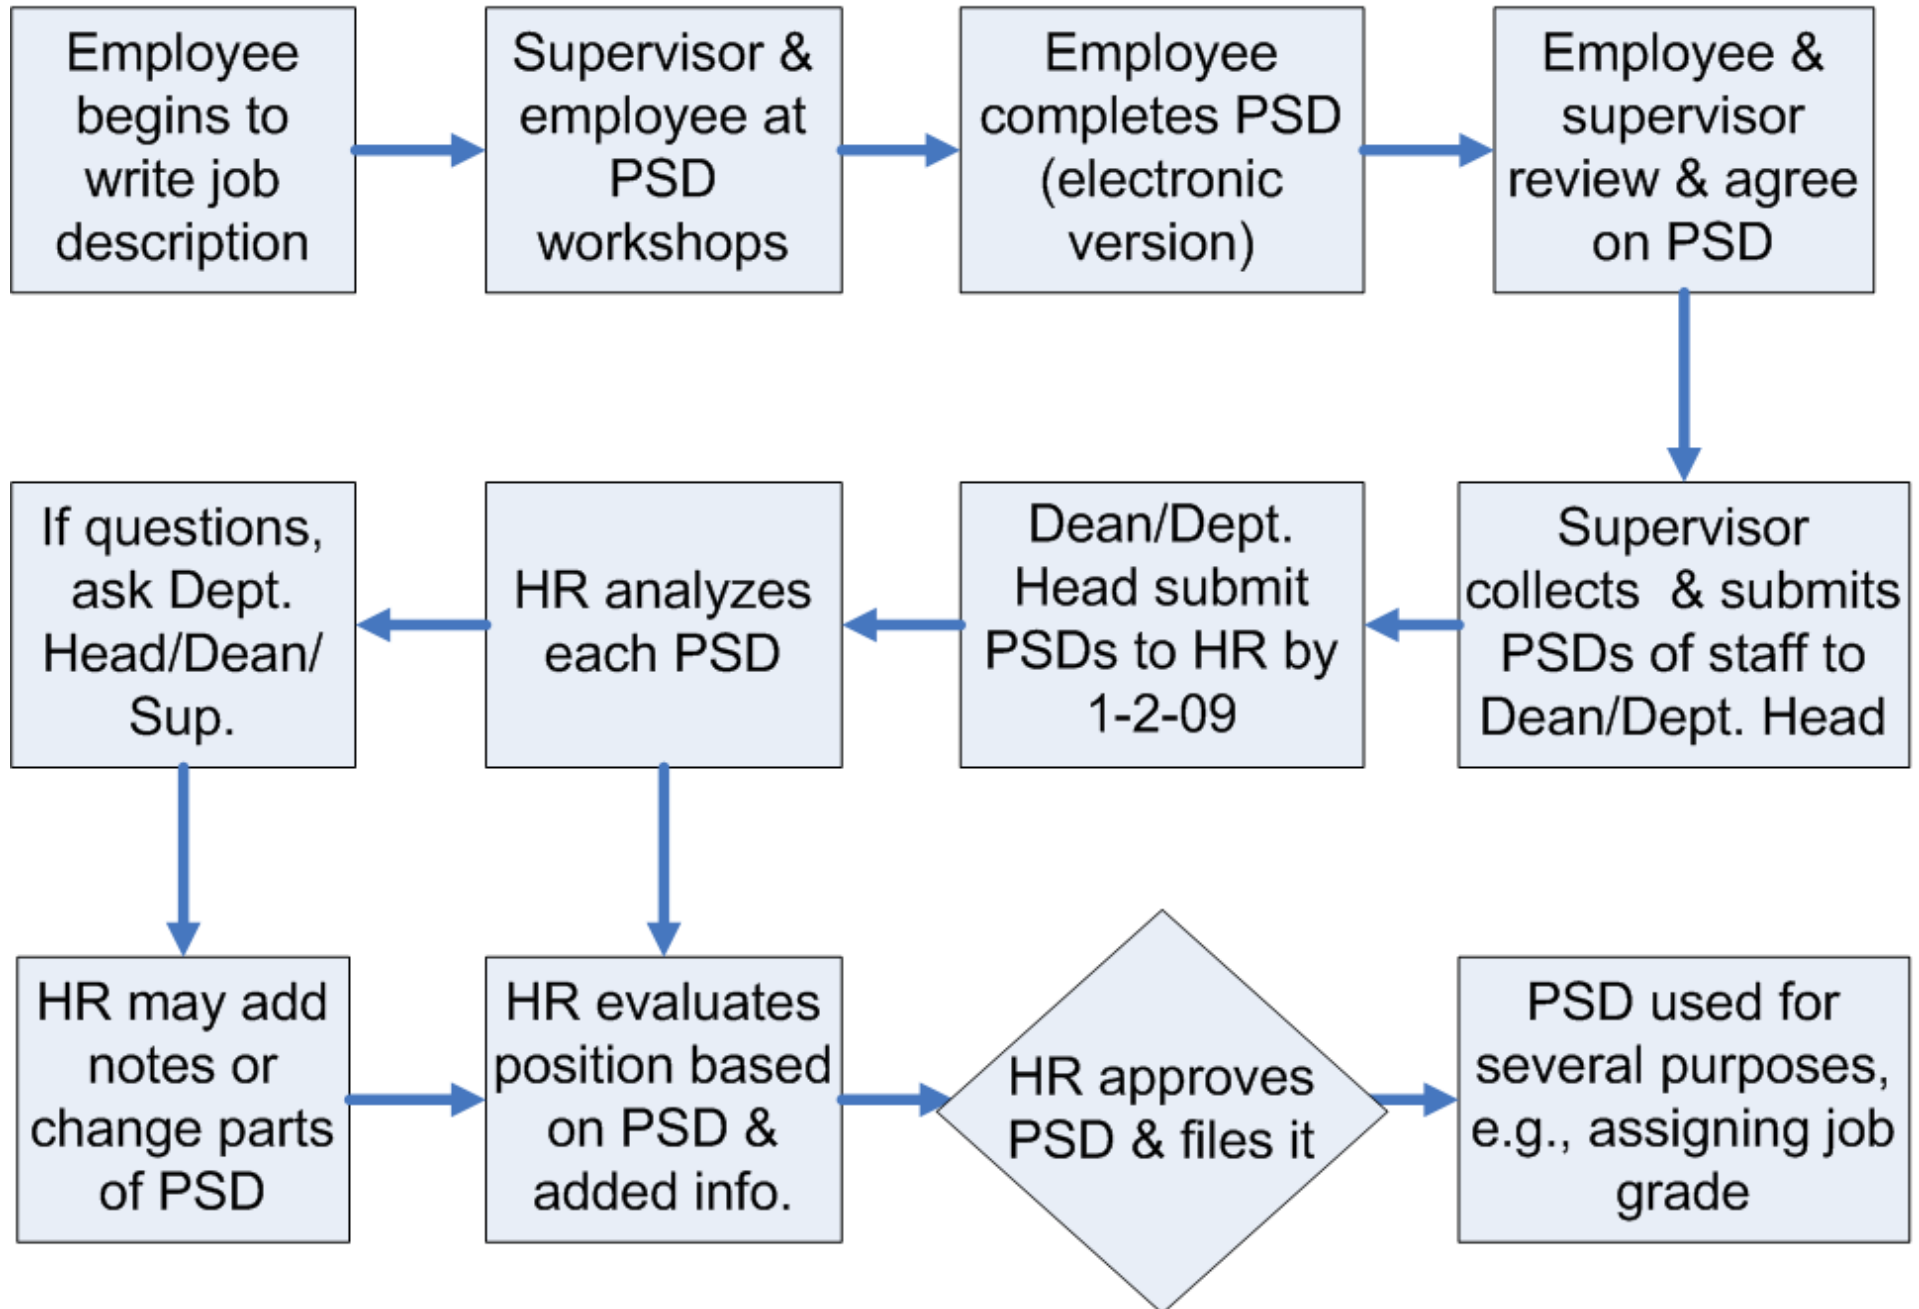 Employee
begins to
write job
description
Supervisor &
employee at
PSD
workshops
Employee
completes PSD
(electronic
version)
Employee &
supervisor
review & agree
on PSD
If questions,
ask Dept.
Head/Dean/
Sup.
HR analyzes
each PSD
Dean/Dept.
Head submit
PSDs to HR by
1-2-09
Supervisor
collects & submits
PSDs of staff to
Dean/Dept. Head
HR may add
notes or
change parts
of PSD
HR evaluates
position based
on PSD &
added info.
HR approves
PSD & files it
PSD used for
several purposes,
e.g., assigning job
grade